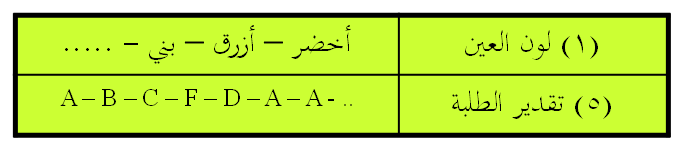 (١) لون العين أخضر – أزرق – بني – .....
(٥) تقدير الطلبة A – B – C – F – D – A – A - ..